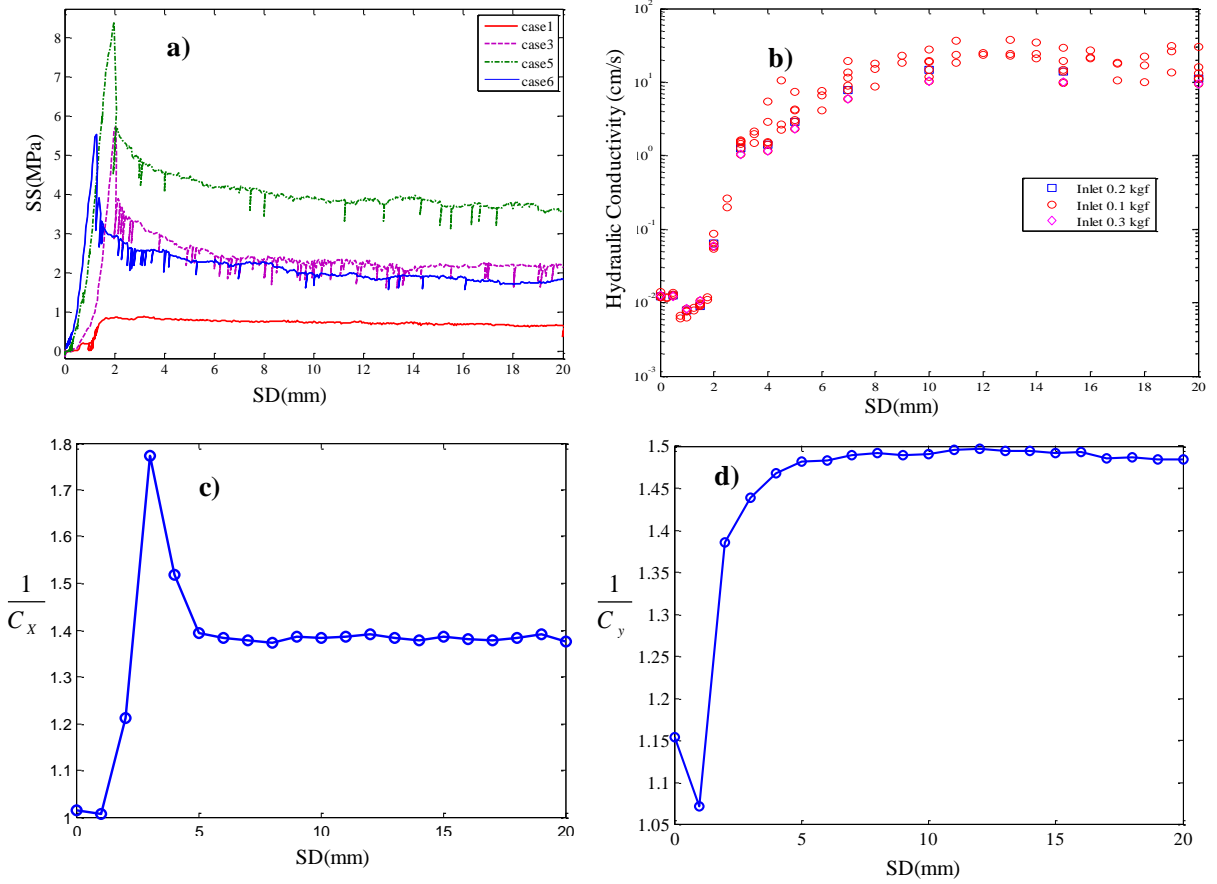 a)
case1
case3
case5
case6
8
7
6
5
4
3
2
1
0
SS(MPa)
0 2 4 6 8 10 12 14 16 18 20
SD(mm)
b)
10^2
10^1
10^0
10^-1
10^-2
10^-3
Hydraulic Conductivity (cm/s)
Inlet 0.2 kgf
Inlet 0.1 kgf
Inlet 0.3 kgf
0 2 4 6 8 10 12 14 16 18 20
SD(mm)
c)
1.8
1.7
1.6
1.5
1.4
1.3
1.2
1.1
1
1
C_X
0 5 10 15 20
SD(mm)
d)
1.5
1.45
1.4
1.35
1.3
1.25
1.2
1.15
1.1
1.05
1
C_y
0 5 10 15 20
SD(mm)